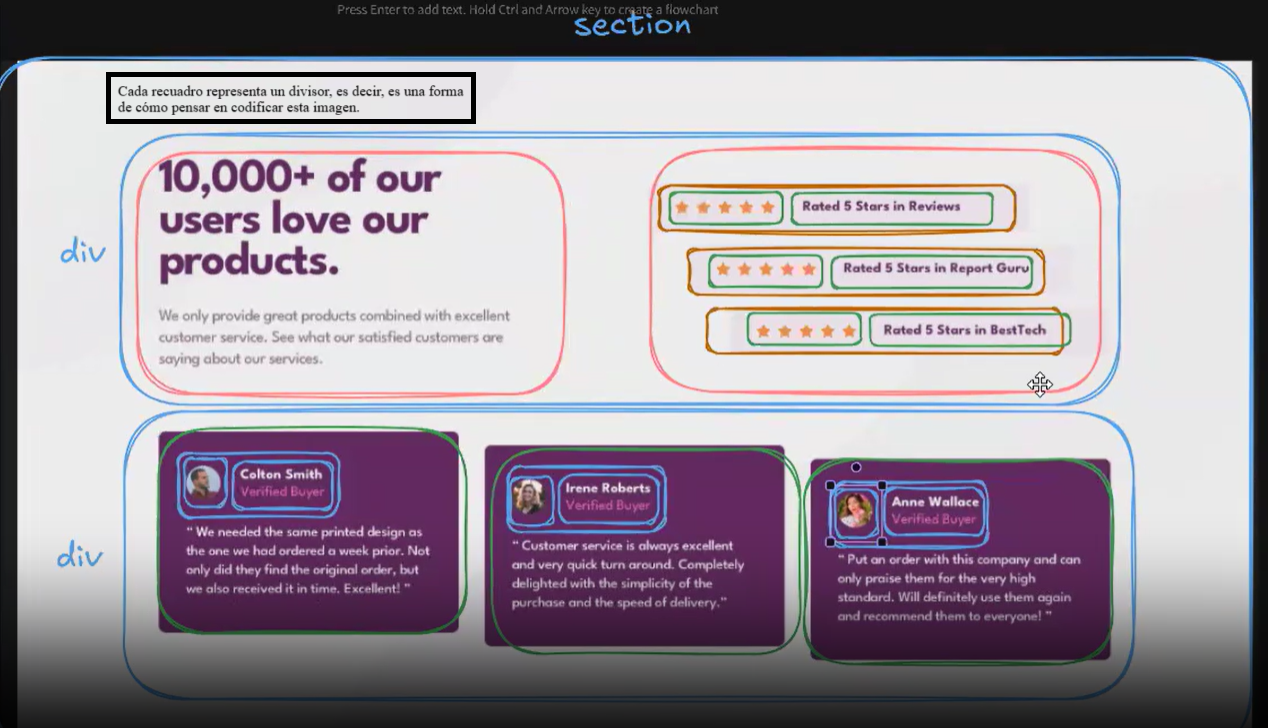 Press Enter to add text. Hold Ctrl and Arrow key to create a flowchart
section
Cada recuadro representa un divisor, es decir, es una forma
de cómo pensar en codificar esta imagen.
div
10,000+ of our
users love our
products.
We only provide great products combined with excellent
customer service. See what our satisfied customers are
saying about our services.
Rated 5 Stars in Reviews
Rated 5 Stars in Report Guru
Rated 5 Stars in BestTech
div
Colton Smith
Verified Buyer
“ We needed the same printed design as
the one we had ordered a week prior. Not
only did they find the original order, but
we also received it in time. Excellent! ”
Irene Roberts
Verified Buyer
“ Customer service is always excellent
and very quick turn around. Completely
delighted with the simplicity of the
purchase and the speed of delivery.”
Anne Wallace
Verified Buyer
“ Put an order with this company and can
only praise them for the very high
standard. Will definitely use them again
and recommend them to everyone! ”